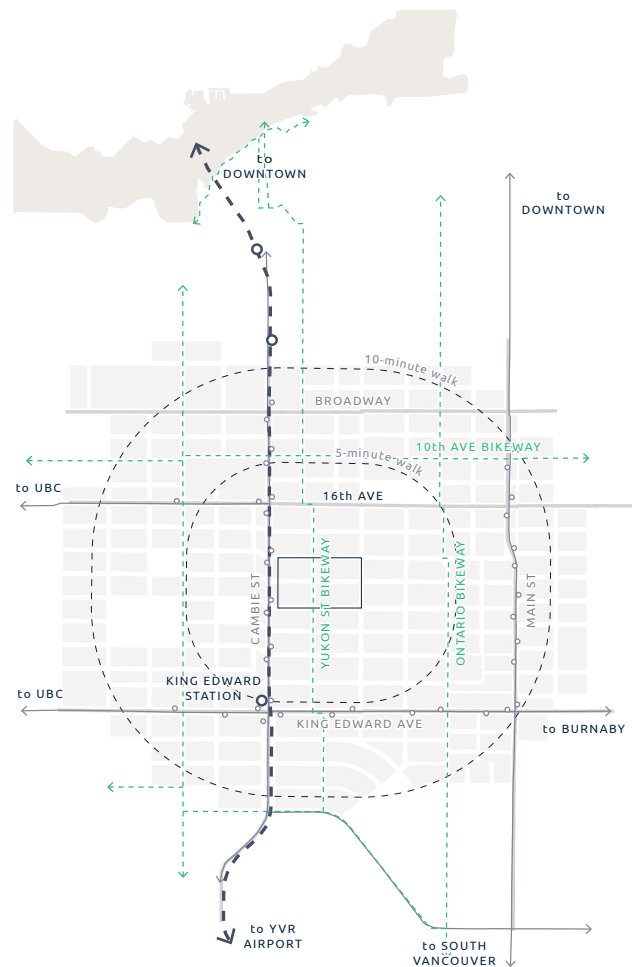 to
DOWNTOWN
to
DOWNTOWN
10-minute walk
BROADWAY
10th AVE BIKEWAY
5-minute walk
to UBC
16th AVE
CAMBIE ST
YUKON ST BIKEWAY
ONTARIO BIKEWAY
MAIN ST
KING EDWARD
STATION
to UBC
KING EDWARD AVE
to BURNABY
to YVR
AIRPORT
to SOUTH
VANCOUVER